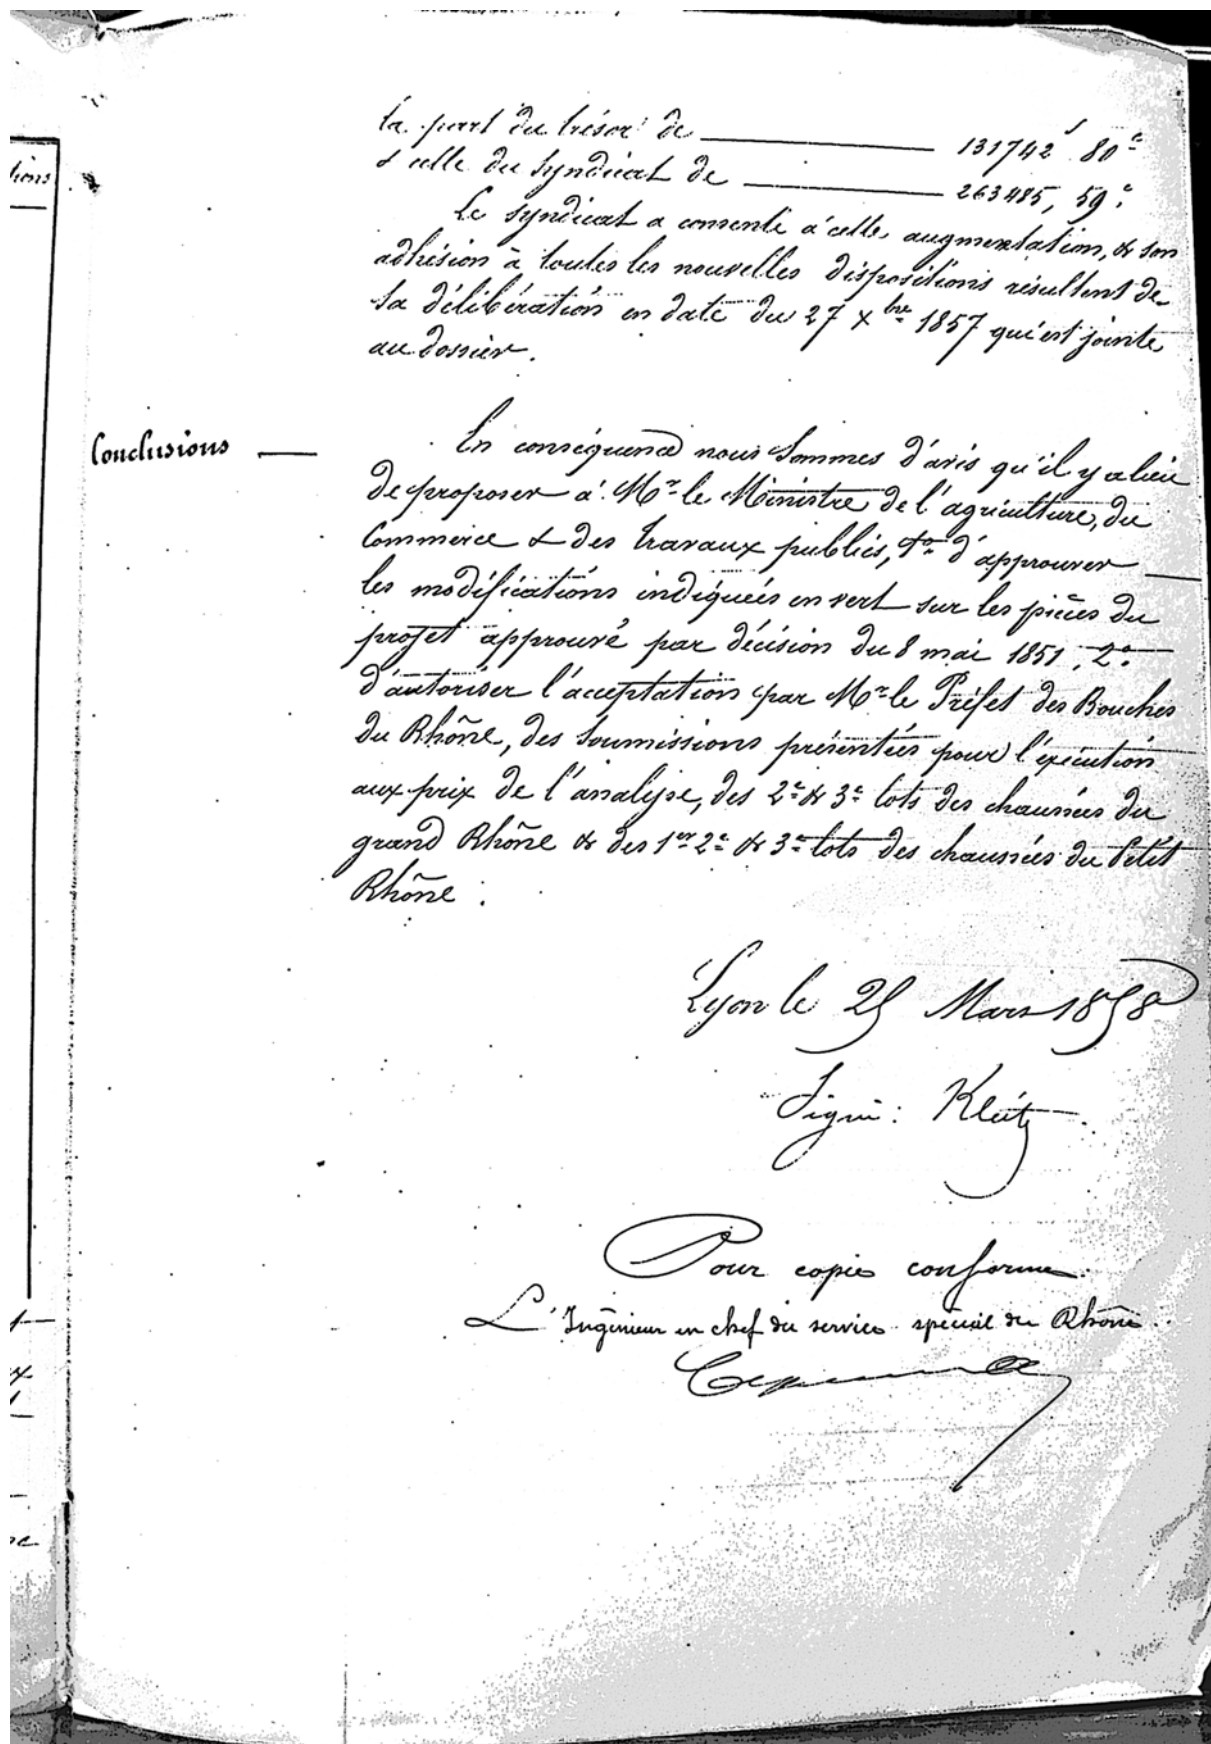 tions
la part du trésor de ——— 131742f 80c
& celle du Syndicat de ——— 263485, 59c
Le Syndicat a consenti à cette augmentation, & son
adhésion à toutes les nouvelles dispositions résultent de
sa délibération en date du 27 Xbre 1857 qui est jointe
au dossier.
Conclusions —
En conséquence nous sommes d'avis qu'il y a lieu
de proposer à Mr le Ministre de l'agriculture, du
Commerce & des travaux publics, 1o d'approuver —
les modifications indiquées en vert sur les pièces du
projet approuvé par décision du 8 mai 1851, 2o
d'autoriser l'acceptation par Mr le Préfet des Bouches
du Rhône, des soumissions présentées pour l'exécution
aux prix de l'analyse, des 2e & 3e lots des chaussées du
grand Rhône & des 1er 2e & 3e lots des chaussées du Petit
Rhône.
Lyon le 25 Mars 1858
Signé: Kleitz
Pour copie conforme
L'Ingénieur en chef du service spécial du Rhône